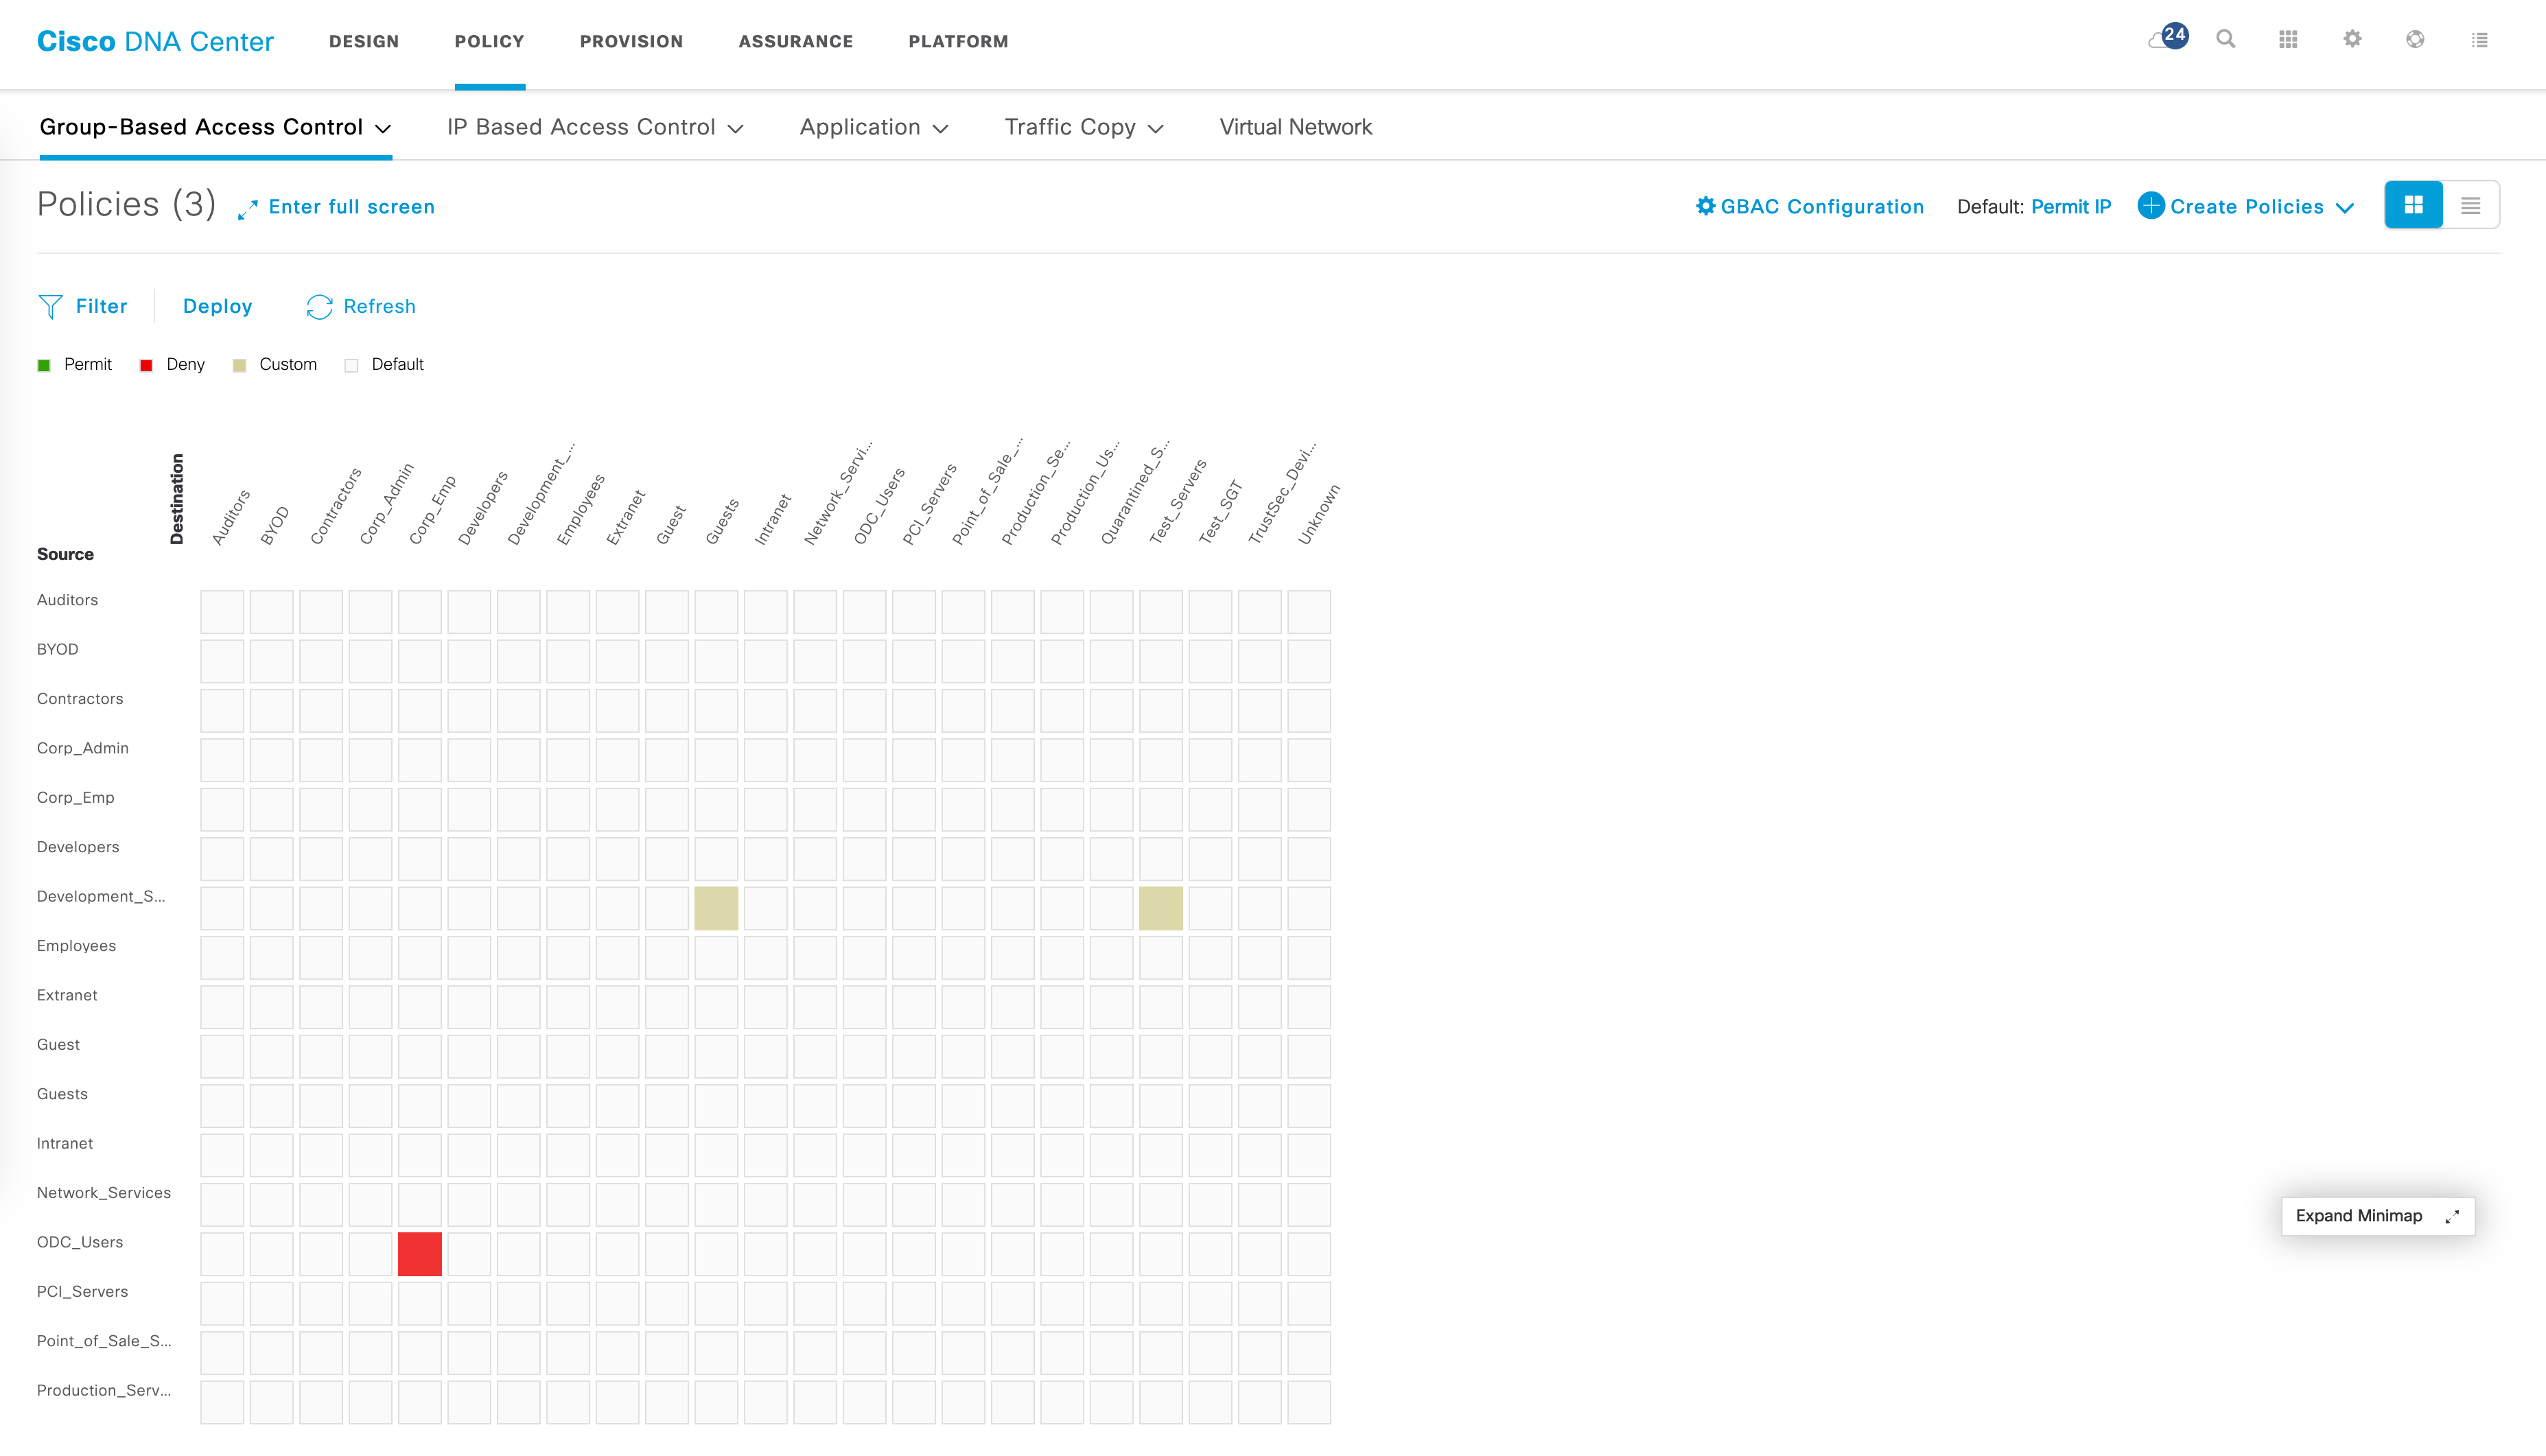 Cisco DNA Center DESIGN POLICY PROVISION ASSURANCE PLATFORM 24
Group-Based Access Control IP Based Access Control Application Traffic Copy Virtual Network
Policies (3) Enter full screen GBAC Configuration Default: Permit IP Create Policies
Filter Deploy Refresh
Permit Deny Custom Default
Destination
Auditors
BYOD
Contractors
Corp_Admin
Corp_Emp
Developers
Development_...
Employees
Extranet
Guest
Guests
Intranet
Network_Servi...
ODC_Users
PCI_Servers
Point_of_Sale_...
Production_Se...
Production_Us...
Quarantined_S...
Test_Servers
Test_SGT
TrustSec_Devi...
Unknown
Source
Auditors
BYOD
Contractors
Corp_Admin
Corp_Emp
Developers
Development_S...
Employees
Extranet
Guest
Guests
Intranet
Network_Services
Expand Minimap
ODC_Users
PCI_Servers
Point_of_Sale_S...
Production_Serv...